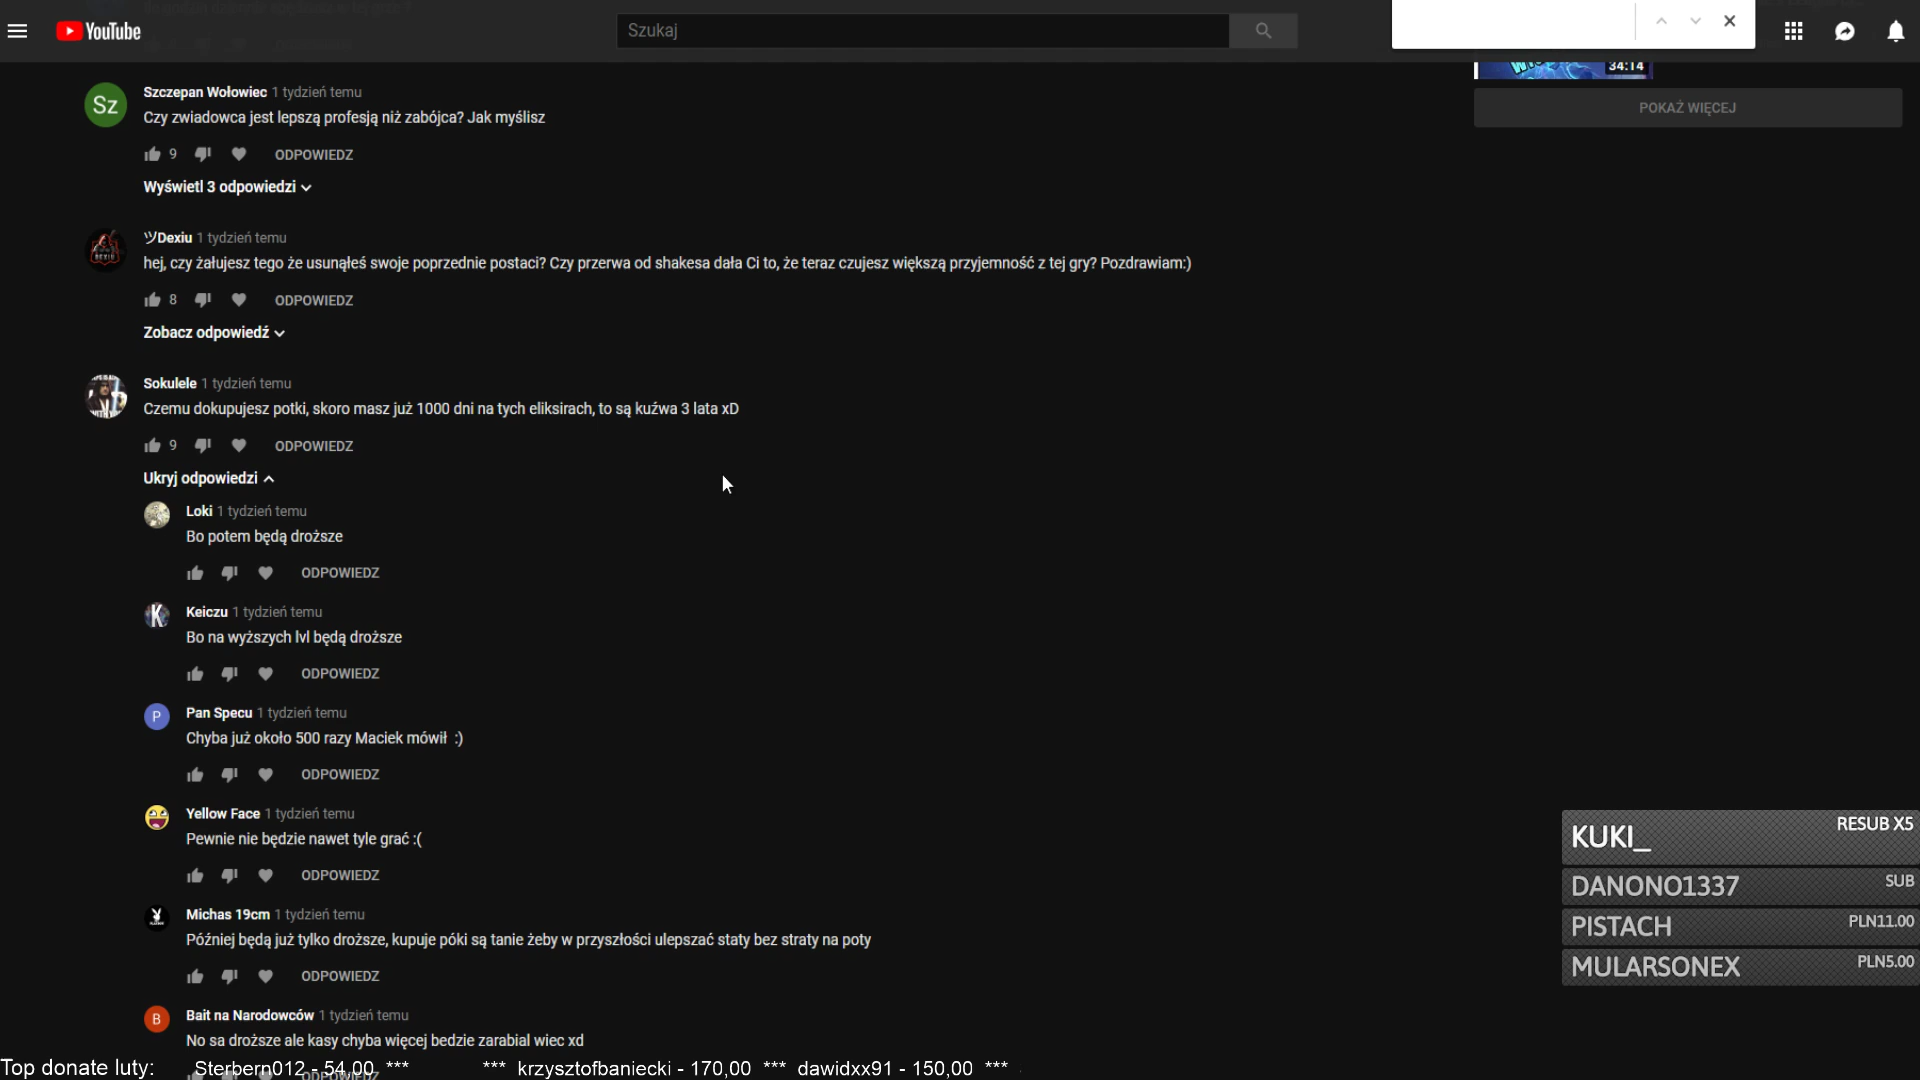 YouTube
Szukaj
34:14
POKAŻ WIĘCEJ
Sz
Szczepan Wołowiec 1 tydzień temu
Czy zwiadowca jest lepszą profesją niż zabójca? Jak myślisz
9 ODPOWIEDZ
Wyświetl 3 odpowiedzi
ツDexiu 1 tydzień temu
hej, czy żałujesz tego że usunąłeś swoje poprzednie postaci? Czy przerwa od shakesa dała Ci to, że teraz czujesz większą przyjemność z tej gry? Pozdrawiam:)
8 ODPOWIEDZ
Zobacz odpowiedź
Sokulele 1 tydzień temu
Czemu dokupujesz potki, skoro masz już 1000 dni na tych eliksirach, to są kuźwa 3 lata xD
9 ODPOWIEDZ
Ukryj odpowiedzi
Loki 1 tydzień temu
Bo potem będą droższe
ODPOWIEDZ
K
Keiczu 1 tydzień temu
Bo na wyższych lvl będą droższe
ODPOWIEDZ
P
Pan Specu 1 tydzień temu
Chyba już około 500 razy Maciek mówił :)
ODPOWIEDZ
Yellow Face 1 tydzień temu
Pewnie nie będzie nawet tyle grać :(
ODPOWIEDZ
Michas 19cm 1 tydzień temu
Później będą już tylko droższe, kupuje póki są tanie żeby w przyszłości ulepszać staty bez straty na poty
ODPOWIEDZ
B
Bait na Narodowców 1 tydzień temu
No sa droższe ale kasy chyba więcej bedzie zarabial wiec xd
ODPOWIEDZ
KUKI_ RESUB X5
DANONO1337 SUB
PISTACH PLN11.00
MULARSONEX PLN5.00
Top donate luty: Sterbern012 - 54,00 *** *** krzysztofbaniecki - 170,00 *** dawidxx91 - 150,00 ***